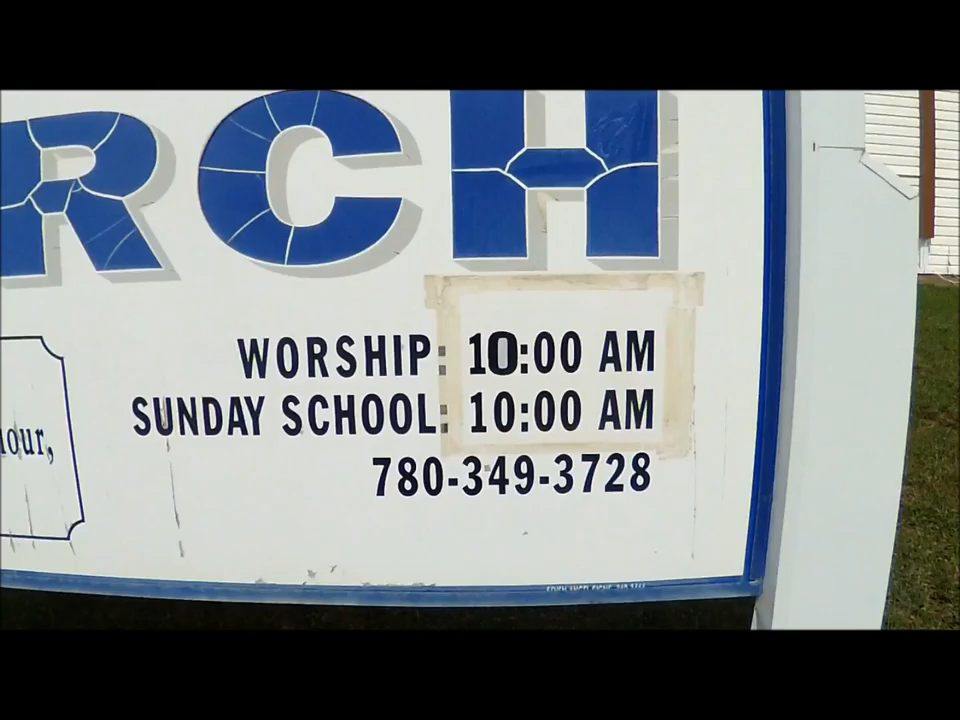 RCH
WORSHIP: 10:00 AM
SUNDAY SCHOOL: 10:00 AM
our,
780-349-3728